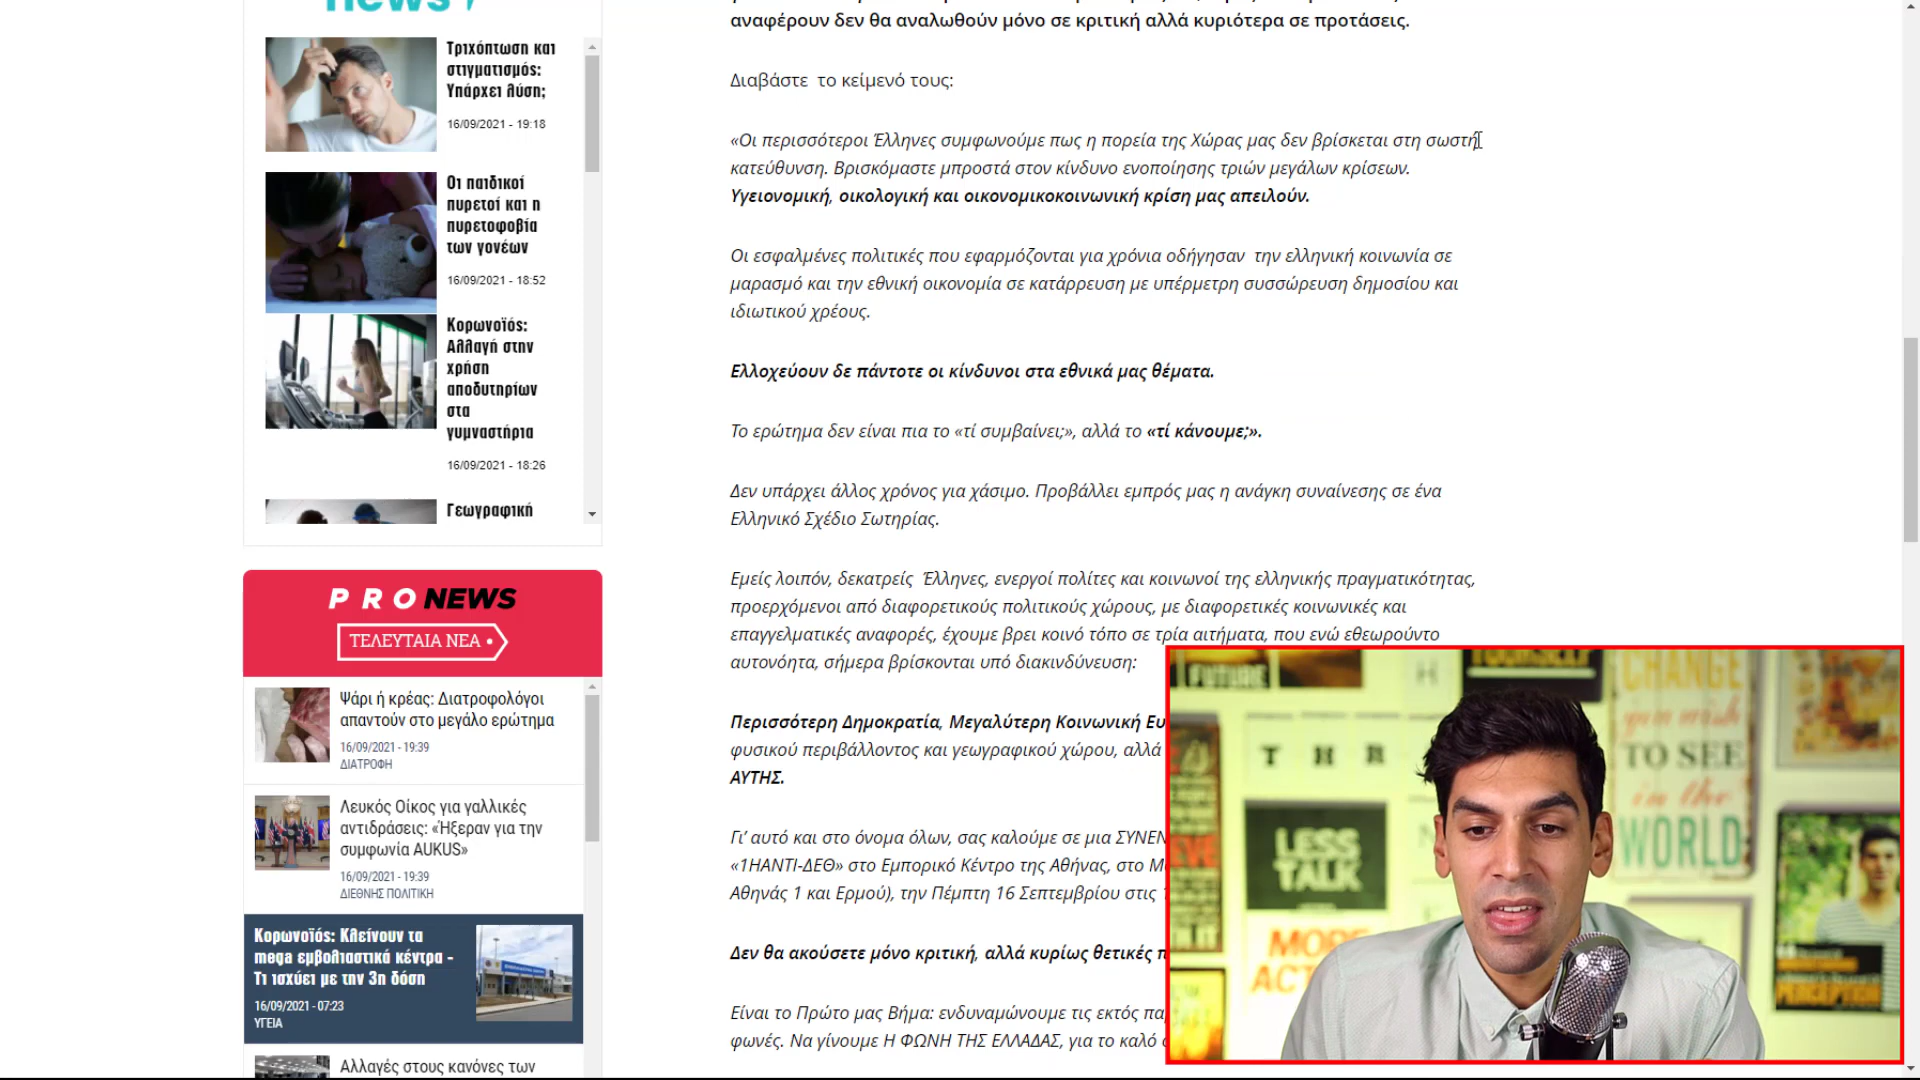 news
Τριχόπτωση και
στιγματισμός:
Υπάρχει λύση;
16/09/2021 - 19:18
Οι παιδικοί
πυρετοί και η
πυρετοφοβία
των γονέων
16/09/2021 - 18:52
Κορωνοϊός:
Αλλαγή στην
χρήση
αποδυτηρίων
στα
γυμναστήρια
16/09/2021 - 18:26
Γεωγραφική
PRONEWS
ΤΕΛΕΥΤΑΙΑ ΝΕΑ
Ψάρι ή κρέας: Διατροφολόγοι
απαντούν στο μεγάλο ερώτημα
16/09/2021 - 19:39
ΔΙΑΤΡΟΦΗ
Λευκός Οίκος για γαλλικές
αντιδράσεις: «Ήξεραν για την
συμφωνία AUKUS»
16/09/2021 - 19:39
ΔΙΕΘΝΗΣ ΠΟΛΙΤΙΚΗ
Κορωνοϊός: Κλείνουν τα
mega εμβολιαστικά κέντρα -
Τι ισχύει με την 3η δόση
16/09/2021 - 07:23
ΥΓΕΙΑ
Αλλαγές στους κανόνες των
αναφέρουν δεν θα αναλωθούν μόνο σε κριτική αλλά κυριότερα σε προτάσεις.
Διαβάστε το κείμενό τους:
«Οι περισσότεροι Έλληνες συμφωνούμε πως η πορεία της Χώρας μας δεν βρίσκεται στη σωστή
κατεύθυνση. Βρισκόμαστε μπροστά στον κίνδυνο ενοποίησης τριών μεγάλων κρίσεων.
Υγειονομική, οικολογική και οικονομικοκοινωνική κρίση μας απειλούν.
Οι εσφαλμένες πολιτικές που εφαρμόζονται για χρόνια οδήγησαν την ελληνική κοινωνία σε
μαρασμό και την εθνική οικονομία σε κατάρρευση με υπέρμετρη συσσώρευση δημοσίου και
ιδιωτικού χρέους.
Ελλοχεύουν δε πάντοτε οι κίνδυνοι στα εθνικά μας θέματα.
Το ερώτημα δεν είναι πια το «τί συμβαίνει;», αλλά το «τί κάνουμε;».
Δεν υπάρχει άλλος χρόνος για χάσιμο. Προβάλλει εμπρός μας η ανάγκη συναίνεσης σε ένα
Ελληνικό Σχέδιο Σωτηρίας.
Εμείς λοιπόν, δεκατρείς Έλληνες, ενεργοί πολίτες και κοινωνοί της ελληνικής πραγματικότητας,
προερχόμενοι από διαφορετικούς πολιτικούς χώρους, με διαφορετικές κοινωνικές και
επαγγελματικές αναφορές, έχουμε βρει κοινό τόπο σε τρία αιτήματα, που ενώ εθεωρούντο
αυτονόητα, σήμερα βρίσκονται υπό διακινδύνευση:
Περισσότερη Δημοκρατία, Μεγαλύτερη Κοινωνική Ευ
φυσικού περιβάλλοντος και γεωγραφικού χώρου, αλλά
ΑΥΤΗΣ.
Γι’ αυτό και στο όνομα όλων, σας καλούμε σε μια ΣΥΝΕΝ
«1ΗΑΝΤΙ-ΔΕΘ» στο Εμπορικό Κέντρο της Αθήνας, στο Μ
Αθηνάς 1 και Ερμού), την Πέμπτη 16 Σεπτεμβρίου στις
Δεν θα ακούσετε μόνο κριτική, αλλά κυρίως θετικές π
Είναι το Πρώτο μας Βήμα: ενδυναμώνουμε τις εκτός πα
φωνές. Να γίνουμε Η ΦΩΝΗ ΤΗΣ ΕΛΛΑΔΑΣ, για το καλό
FUTURE
YOURSELF
CHANGE
you wish
TO SEE
in the
WORLD
T H R
LESS
TALK
MORE
PERCEPTION